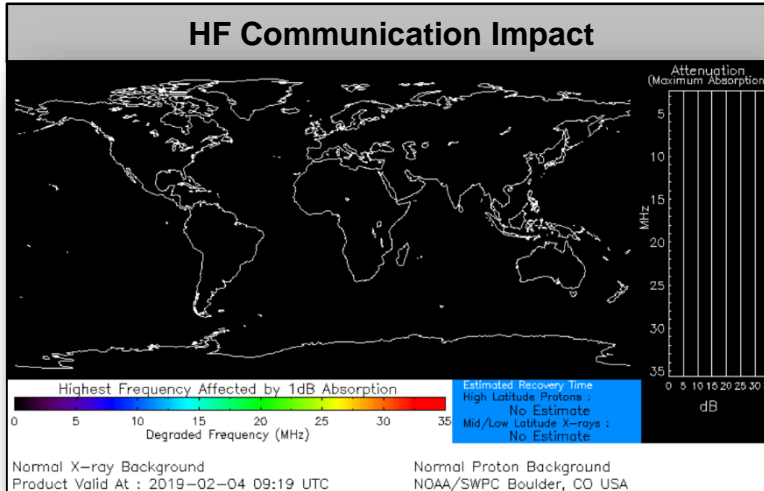 HF Communication Impact
Attenuation
(Maximum Absorption
5
10
15
20
25
30
35
MHz
0 5 10 15 20 25 30 3
dB
Highest Frequency Affected by 1dB Absorption
0 5 10 15 20 25 30 35
Degraded Frequency (MHz)
Estimated Recovery Time
High Latitude Protons :
No Estimate
Mid/Low Latitude X-rays :
No Estimate
Normal X-ray Background
Product Valid At : 2019-02-04 09:19 UTC
Normal Proton Background
NOAA/SWPC Boulder, CO USA